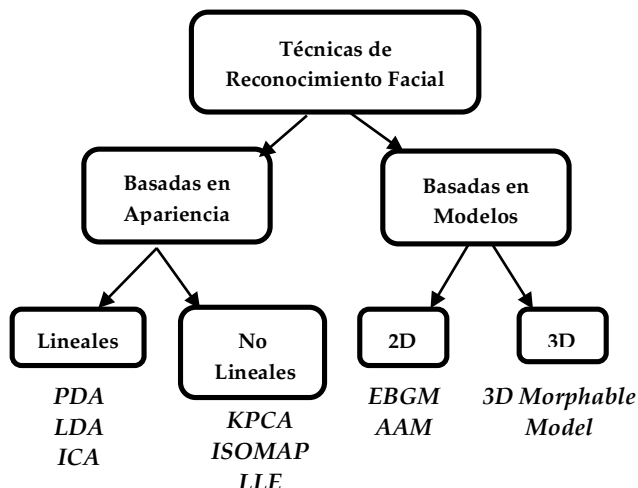 Técnicas de
Reconocimiento Facial
Basadas en
Apariencia
Basadas en
Modelos
Lineales
No
Lineales
2D
3D
PDA
LDA
ICA
KPCA
ISOMAP
LLE
EBGM
AAM
3D Morphable
Model